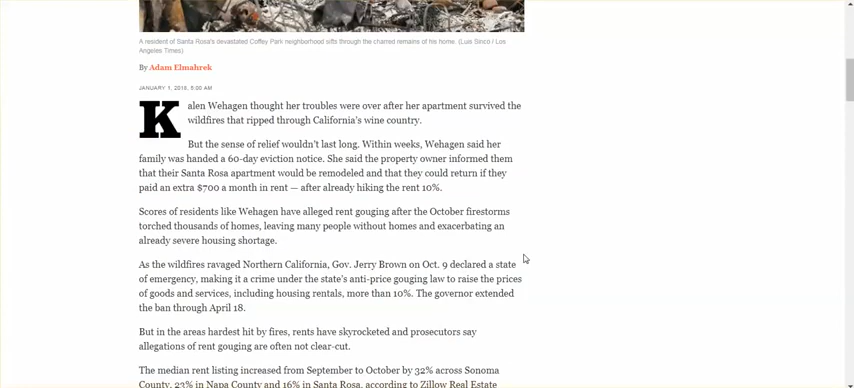 A resident of Santa Rosa's devastated Coffey Park neighborhood sifts through the charred remains of his home. (Luis Sinco / Los
Angeles Times)
By Adam Elmahrek
JANUARY 1, 2018, 5:00 AM
Kalen Wehagen thought her troubles were over after her apartment survived the
wildfires that ripped through California's wine country.
But the sense of relief wouldn't last long. Within weeks, Wehagen said her
family was handed a 60-day eviction notice. She said the property owner informed them
that their Santa Rosa apartment would be remodeled and that they could return if they
paid an extra $700 a month in rent — after already hiking the rent 10%.
Scores of residents like Wehagen have alleged rent gouging after the October firestorms
torched thousands of homes, leaving many people without homes and exacerbating an
already severe housing shortage.
As the wildfires ravaged Northern California, Gov. Jerry Brown on Oct. 9 declared a state
of emergency, making it a crime under the state's anti-price gouging law to raise the prices
of goods and services, including housing rentals, more than 10%. The governor extended
the ban through April 18.
But in the areas hardest hit by fires, rents have skyrocketed and prosecutors say
allegations of rent gouging are often not clear-cut.
The median rent listing increased from September to October by 32% across Sonoma
County, 23% in Napa County and 16% in Santa Rosa, according to Zillow Real Estate